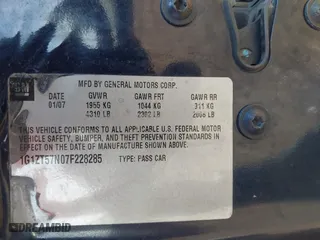 GM
MFD BY GENERAL MOTORS CORP.
DATE GVWR GAWR FRT GAWR RR
01/07 1955 KG 1044 KG 911 KG
4310 LB 2302 LB 2008 LB
THIS VEHICLE CONFORMS TO ALL APPLICABLE U.S. FEDERAL MOTOR
VEHICLE SAFETY, BUMPER, AND THEFT PREVENTION STANDARDS IN
EFFECT ON THE DATE OF MANUFACTURE SHOWN ABOVE.
1G1ZT57N07F228285 TYPE: PASS CAR